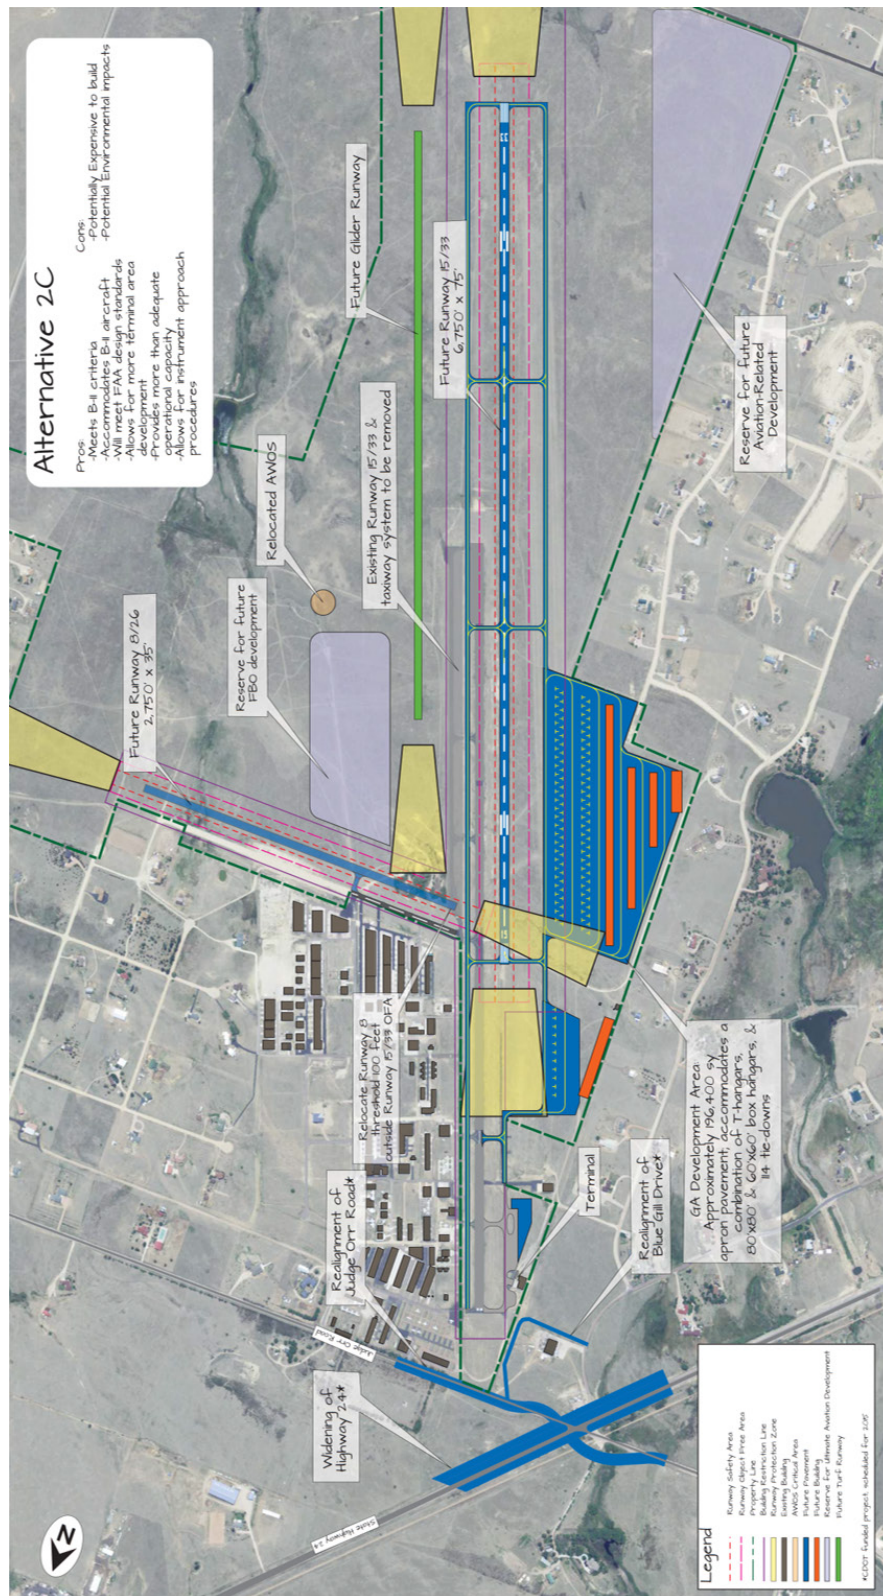 Alternative 2C
Pros:
-Meets B-II criteria
-Accommodates B-II aircraft
-Will meet FAA design standards
-Allows for more terminal area
development
-Provides more than adequate
operational capacity
-Allows for instrument approach
procedures
Cons:
-Potentially Expensive to build
-Potential Environmental impacts
Future Runway 8/26
2,750' x 35'
Reserve for future
FBO development
Relocated AWOS
Future Glider Runway
Existing Runway 15/33 &
taxiway system to be removed
Future Runway 15/33
6,750' x 75'
Reserve for Future
Aviation-Related
Development
Relocate Runway 8
threshold 100 feet
outside Runway 15/33 OFA
Realignment of
Judge Orr Road*
Judge Orr Road
Widening of
Highway 24*
State Highway 24
Terminal
Realignment of
Blue Gill Drive*
GA Development Area:
Approximately 196,400 sy
apron pavement, accommodates a
combination of T-hangars,
80'x80' & 60'x60' box hangars, &
114 tie-downs
33
15
N
Legend
Runway Safety Area
Runway Object Free Area
Property Line
Building Restriction Line
Runway Protection Zone
Existing Building
AWOS Critical Area
Future Pavement
Future Building
Reserve for Ultimate Aviation Development
Future Turf Runway
*CDOT funded project, scheduled for 2015